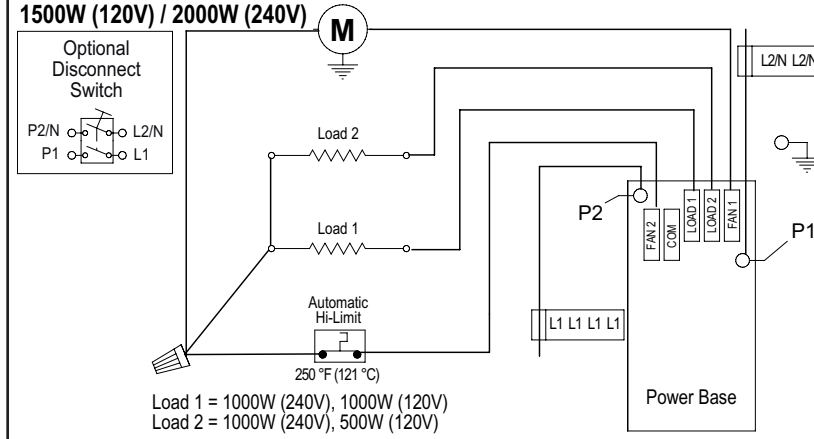 1500W (120V) / 2000W (240V)
M
Optional
Disconnect
Switch
P2/N
L2/N
P1
L1
L2/N L2/N
Load 2
Load 1
P2
FAN 2
COM
LOAD 1
LOAD 2
FAN 1
P1
Automatic
Hi-Limit
250 °F (121 °C)
L1 L1 L1 L1
Power Base
Load 1 = 1000W (240V), 1000W (120V)
Load 2 = 1000W (240V), 500W (120V)